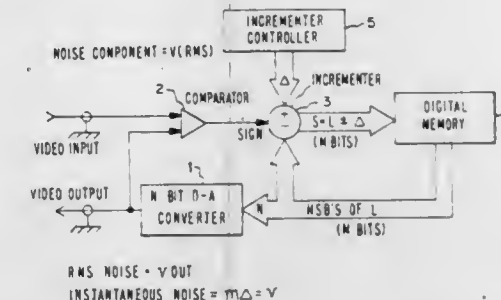 INCREMENTER
CONTROLLER
5
NOISE COMPONENT = V(RMS)
Δ
INCREMENTER
2
COMPARATOR
3
+
−
DIGITAL
MEMORY
SIGN
S=L ± Δ
(M BITS)
VIDEO INPUT
1
VIDEO OUTPUT
N BIT D-A
CONVERTER
N
MSB'S OF L
(M BITS)
RMS NOISE = V OUT
INSTANTANEOUS NOISE = mΔ = V